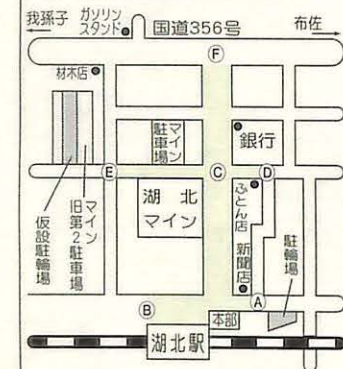 我孫子
ガソリン
スタンド
国道356号
布佐
Ⓕ
材木店
マイン
駐車場
銀行
Ⓔ
Ⓒ
Ⓓ
湖北
マイン
ふとん店
新聞店
駐輪場
マイン
旧第2駐車場
仮設駐輪場
Ⓑ
Ⓐ
本部
湖北駅